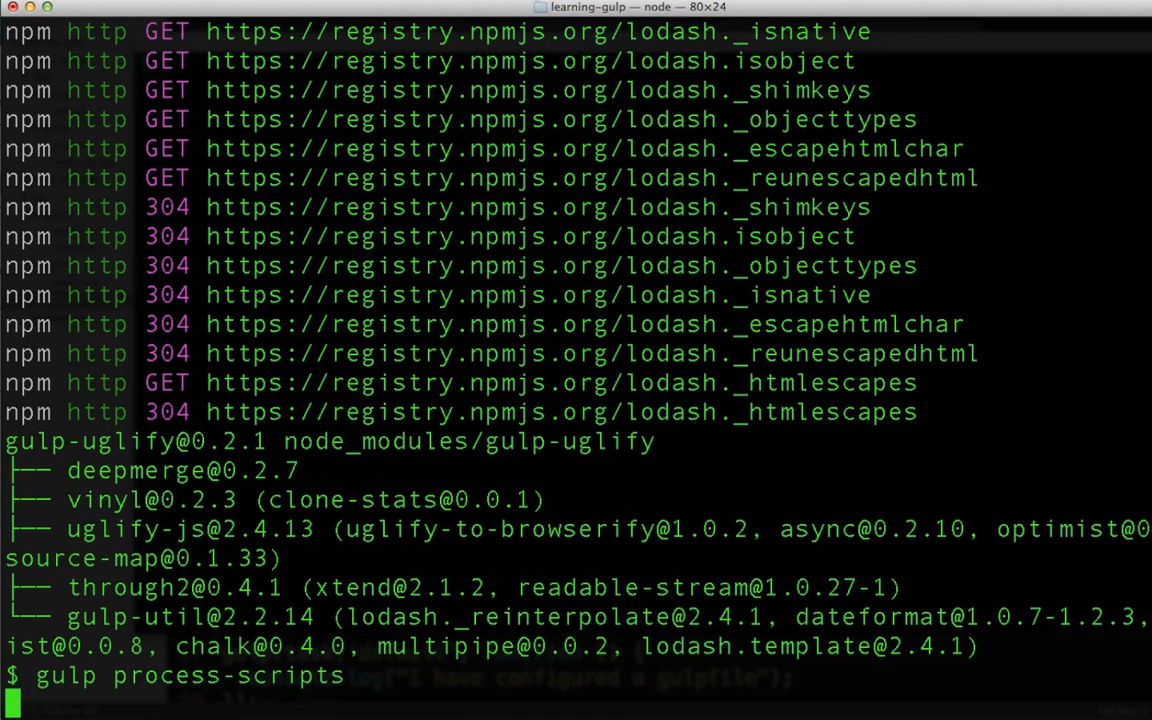 learning-gulp — node — 80×24
npm http GET https://registry.npmjs.org/lodash._isnative
npm http GET https://registry.npmjs.org/lodash.isobject
npm http GET https://registry.npmjs.org/lodash._shimkeys
npm http GET https://registry.npmjs.org/lodash._objecttypes
npm http GET https://registry.npmjs.org/lodash._escapehtmlchar
npm http GET https://registry.npmjs.org/lodash._reunescapedhtml
npm http 304 https://registry.npmjs.org/lodash._shimkeys
npm http 304 https://registry.npmjs.org/lodash.isobject
npm http 304 https://registry.npmjs.org/lodash._objecttypes
npm http 304 https://registry.npmjs.org/lodash._isnative
npm http 304 https://registry.npmjs.org/lodash._escapehtmlchar
npm http 304 https://registry.npmjs.org/lodash._reunescapedhtml
npm http GET https://registry.npmjs.org/lodash._htmlescapes
npm http 304 https://registry.npmjs.org/lodash._htmlescapes
gulp-uglify@0.2.1 node_modules/gulp-uglify
├── deepmerge@0.2.7
├── vinyl@0.2.3 (clone-stats@0.0.1)
├── uglify-js@2.4.13 (uglify-to-browserify@1.0.2, async@0.2.10, optimist@0
source-map@0.1.33)
├── through2@0.4.1 (xtend@2.1.2, readable-stream@1.0.27-1)
└── gulp-util@2.2.14 (lodash._reinterpolate@2.4.1, dateformat@1.0.7-1.2.3,
ist@0.0.8, chalk@0.4.0, multipipe@0.0.2, lodash.template@2.4.1)
$ gulp process-scripts
log("I have configured a gulpfile");